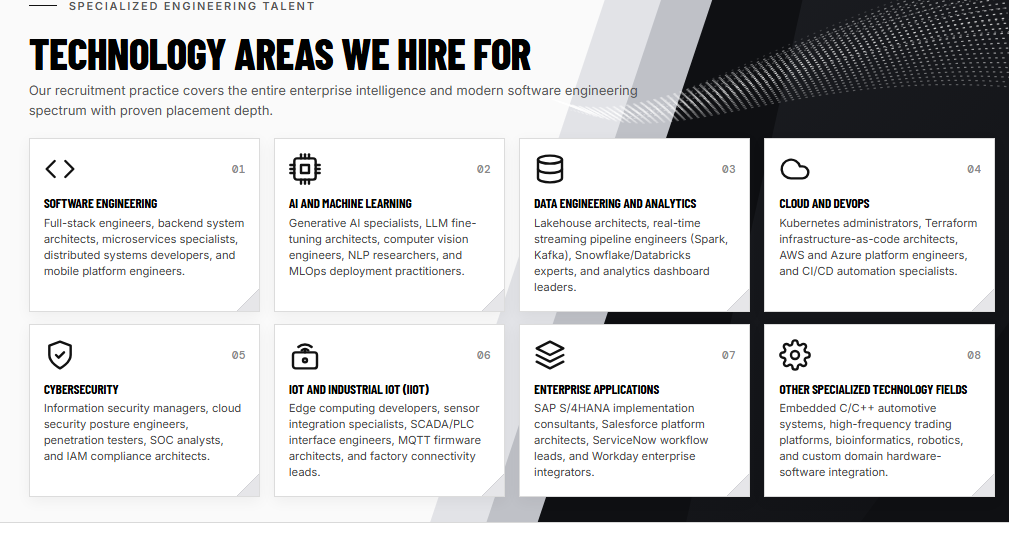 SPECIALIZED ENGINEERING TALENT
TECHNOLOGY AREAS WE HIRE FOR
Our recruitment practice covers the entire enterprise intelligence and modern software engineering
spectrum with proven placement depth.
01
SOFTWARE ENGINEERING
Full-stack engineers, backend system
architects, microservices specialists,
distributed systems developers, and
mobile platform engineers.
02
AI AND MACHINE LEARNING
Generative AI specialists, LLM fine-
tuning architects, computer vision
engineers, NLP researchers, and
MLOps deployment practitioners.
03
DATA ENGINEERING AND ANALYTICS
Lakehouse architects, real-time
streaming pipeline engineers (Spark,
Kafka), Snowflake/Databricks
experts, and analytics dashboard
leaders.
04
CLOUD AND DEVOPS
Kubernetes administrators, Terraform
infrastructure-as-code architects,
AWS and Azure platform engineers,
and CI/CD automation specialists.
05
CYBERSECURITY
Information security managers, cloud
security posture engineers,
penetration testers, SOC analysts,
and IAM compliance architects.
06
IOT AND INDUSTRIAL IOT (IIOT)
Edge computing developers, sensor
integration specialists, SCADA/PLC
interface engineers, MQTT firmware
architects, and factory connectivity
leads.
07
ENTERPRISE APPLICATIONS
SAP S/4HANA implementation
consultants, Salesforce platform
architects, ServiceNow workflow
leads, and Workday enterprise
integrators.
08
OTHER SPECIALIZED TECHNOLOGY FIELDS
Embedded C/C++ automotive
systems, high-frequency trading
platforms, bioinformatics, robotics,
and custom domain hardware-
software integration.